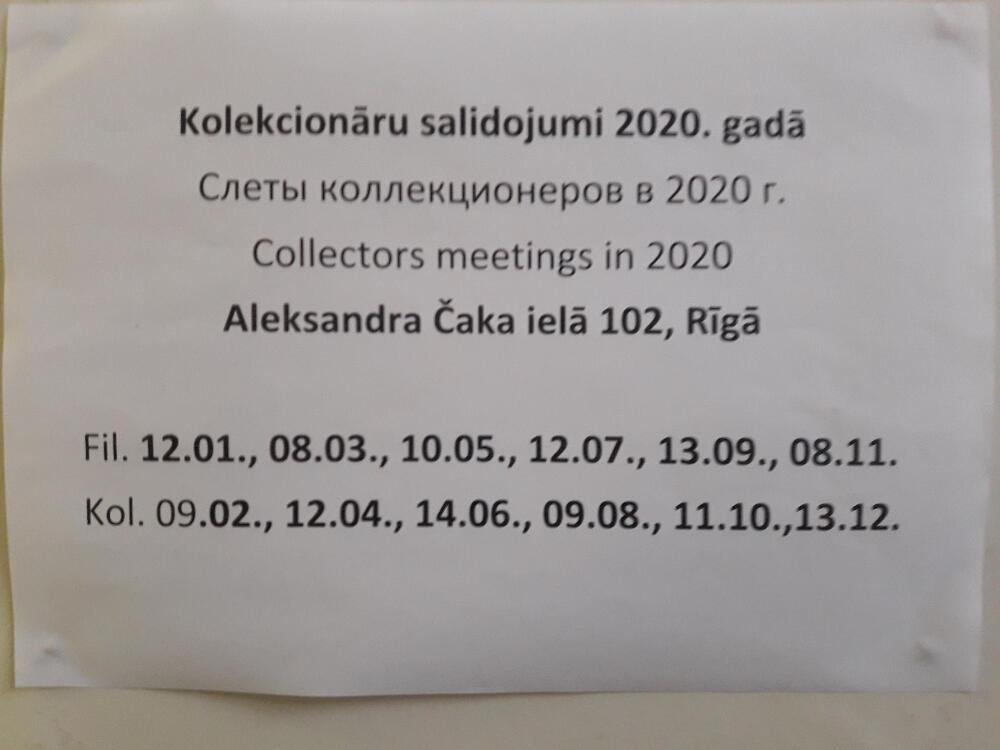 Kolekcionāru salidojumi 2020. gadā
Слеты коллекционеров в 2020 г.
Collectors meetings in 2020
Aleksandra Čaka ielā 102, Rīgā
Fil. 12.01., 08.03., 10.05., 12.07., 13.09., 08.11.
Kol. 09.02., 12.04., 14.06., 09.08., 11.10.,13.12.